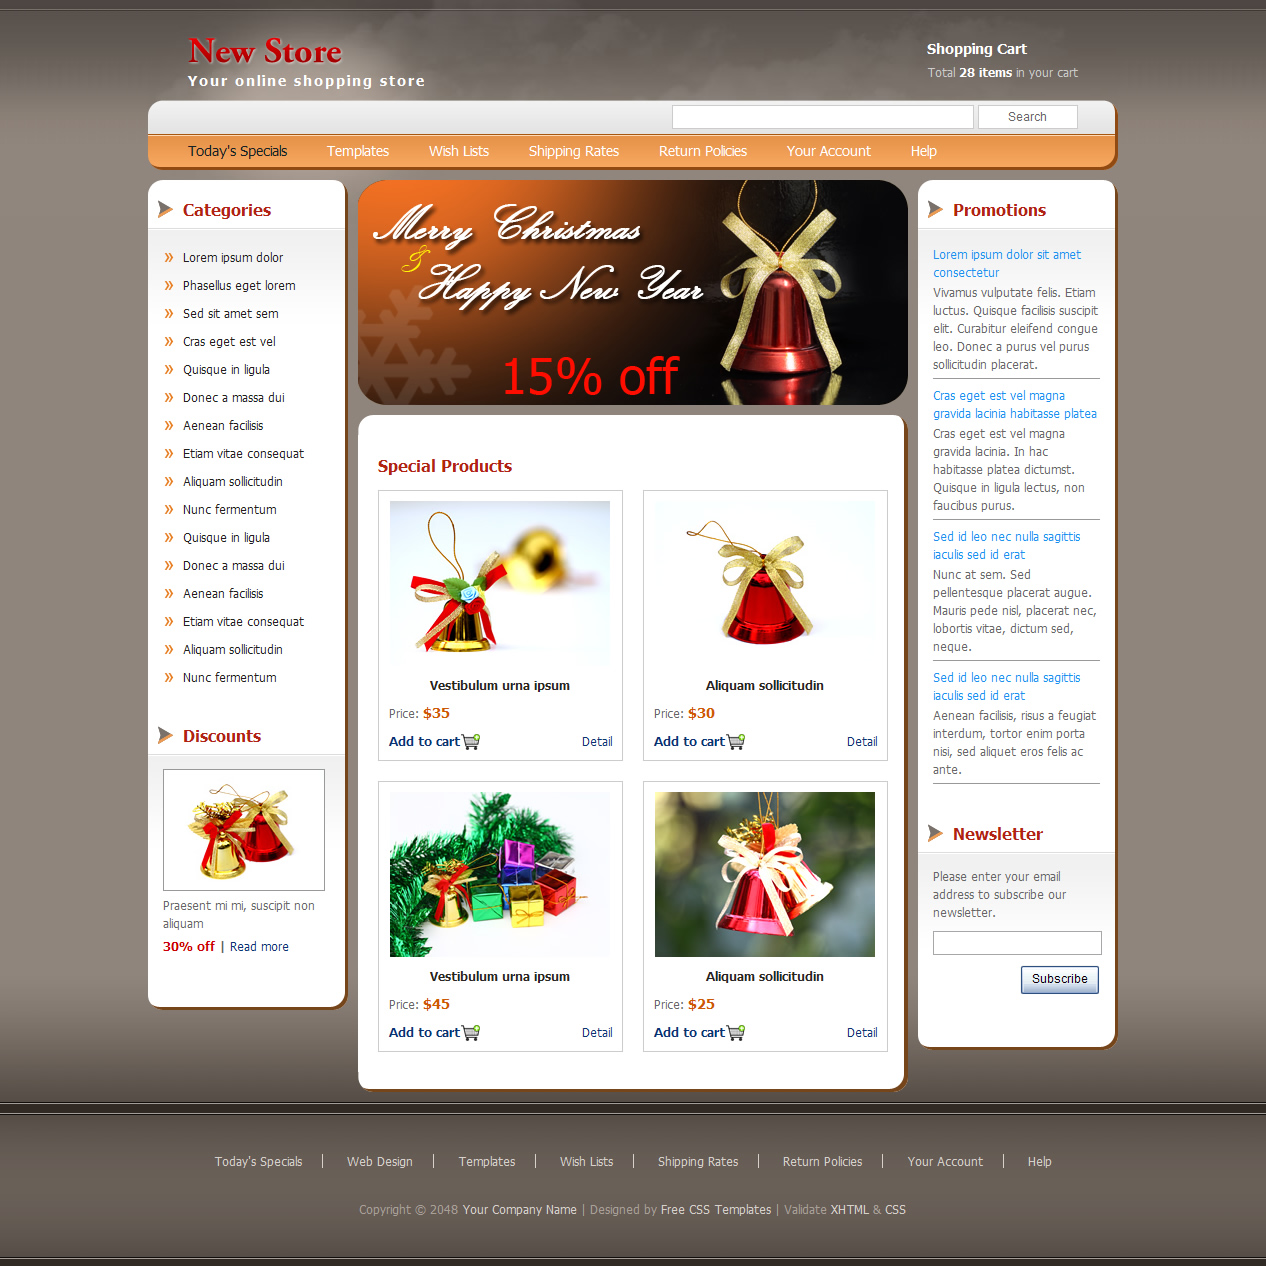 New Store
Your online shopping store
Shopping Cart
Total 28 items in your cart
Search
Today's Specials
Templates
Wish Lists
Shipping Rates
Return Policies
Your Account
Help
Categories
Lorem ipsum dolor
Phasellus eget lorem
Sed sit amet sem
Cras eget est vel
Quisque in ligula
Donec a massa dui
Aenean facilisis
Etiam vitae consequat
Aliquam sollicitudin
Nunc fermentum
Quisque in ligula
Donec a massa dui
Aenean facilisis
Etiam vitae consequat
Aliquam sollicitudin
Nunc fermentum
Discounts
Praesent mi mi, suscipit non
aliquam
30% off | Read more
Merry Christmas
&
Happy New Year
15% off
Special Products
Vestibulum urna ipsum
Price: $35
Add to cart
Detail
Aliquam sollicitudin
Price: $30
Add to cart
Detail
Vestibulum urna ipsum
Price: $45
Add to cart
Detail
Aliquam sollicitudin
Price: $25
Add to cart
Detail
Promotions
Lorem ipsum dolor sit amet
consectetur
Vivamus vulputate felis. Etiam
luctus. Quisque facilisis suscipit
elit. Curabitur eleifend congue
leo. Donec a purus vel purus
sollicitudin placerat.
Cras eget est vel magna
gravida lacinia habitasse platea
Cras eget est vel magna
gravida lacinia. In hac
habitasse platea dictumst.
Quisque in ligula lectus, non
faucibus purus.
Sed id leo nec nulla sagittis
iaculis sed id erat
Nunc at sem. Sed
pellentesque placerat augue.
Mauris pede nisl, placerat nec,
lobortis vitae, dictum sed,
neque.
Sed id leo nec nulla sagittis
iaculis sed id erat
Aenean facilisis, risus a feugiat
interdum, tortor enim porta
nisi, sed aliquet eros felis ac
ante.
Newsletter
Please enter your email
address to subscribe our
newsletter.
Subscribe
Today's Specials
Web Design
Templates
Wish Lists
Shipping Rates
Return Policies
Your Account
Help
Copyright © 2048 Your Company Name | Designed by Free CSS Templates | Validate XHTML & CSS